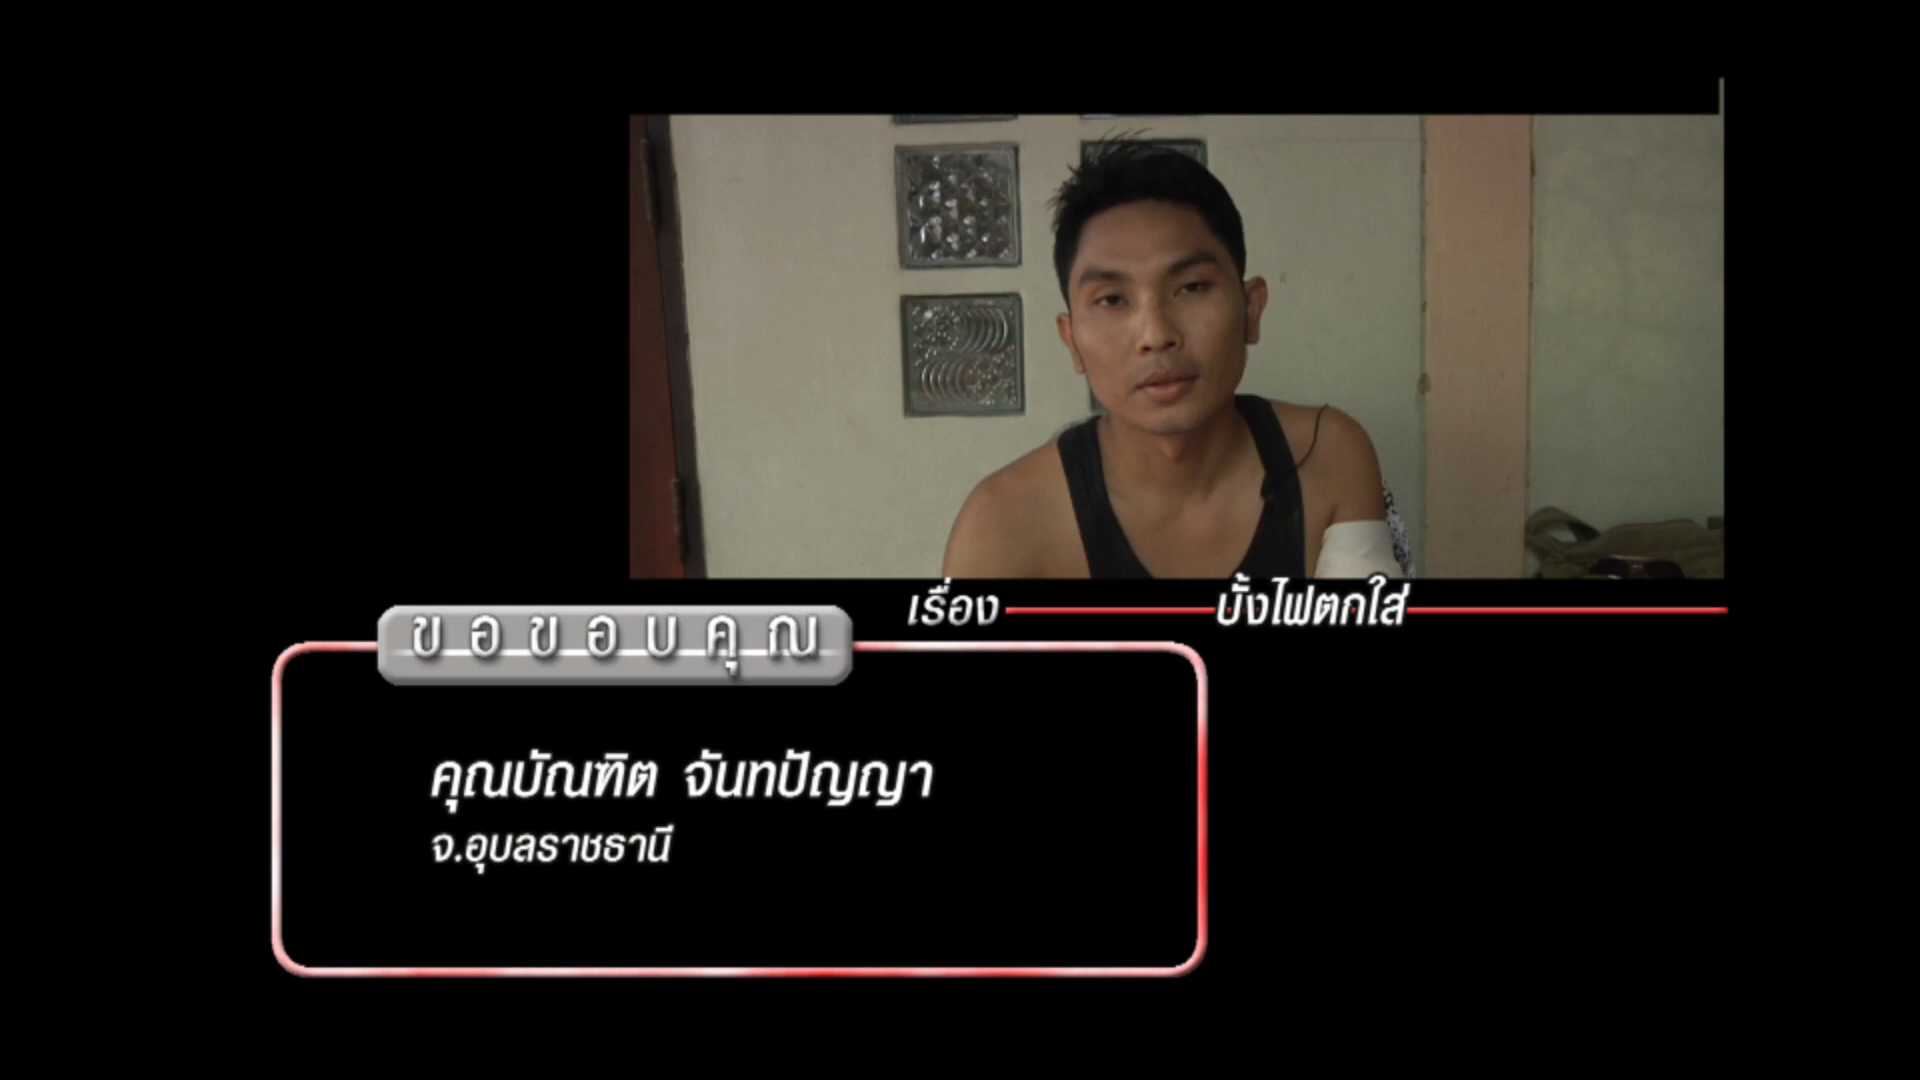 เรื่อง บั้งไฟตกใส่
ขอขอบคุณ
คุณบัณฑิต จันทปัญญา
จ.อุบลราชธานี